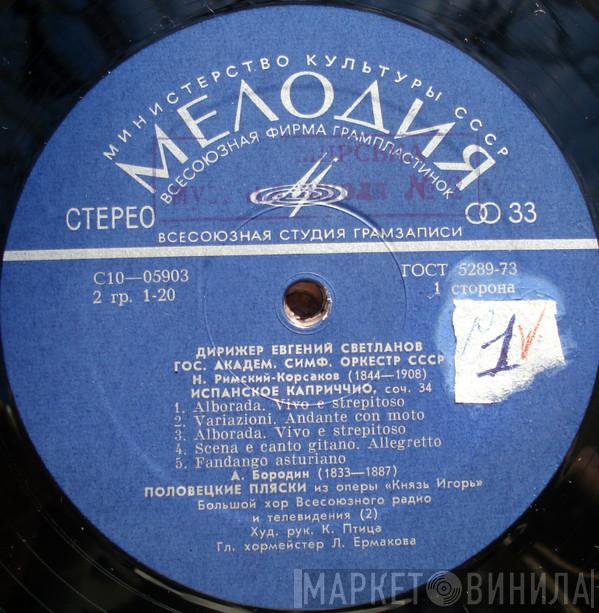 МИНИСТЕРСТВО КУЛЬТУРЫ СССР
МЕЛОДИЯ
ВСЕСОЮЗНАЯ ФИРМА ГРАМПЛАСТИНОК
СТЕРЕО
33
ВСЕСОЮЗНАЯ СТУДИЯ ГРАМЗАПИСИ
С10—05903
ГОСТ 5289-73
2 гр. 1-20
1 сторона
1
ДИРИЖЕР ЕВГЕНИЙ СВЕТЛАНОВ
ГОС. АКАДЕМ. СИМФ. ОРКЕСТР СССР
Н. Римский-Корсаков (1844—1908)
ИСПАНСКОЕ КАПРИЧЧИО, соч. 34
1. Alborada. Vivo e strepitoso
2. Variazioni. Andante con moto
3. Alborada. Vivo e strepitoso
4. Scena e canto gitano. Allegretto
5. Fandango asturiano
А. Бородин (1833—1887)
ПОЛОВЕЦКИЕ ПЛЯСКИ из оперы «Князь Игорь»
Большой хор Всесоюзного радио
и телевидения (2)
Худ. рук. К. Птица
Гл. хормейстер Л. Ермакова
МАРКЕТ ВИНИЛА